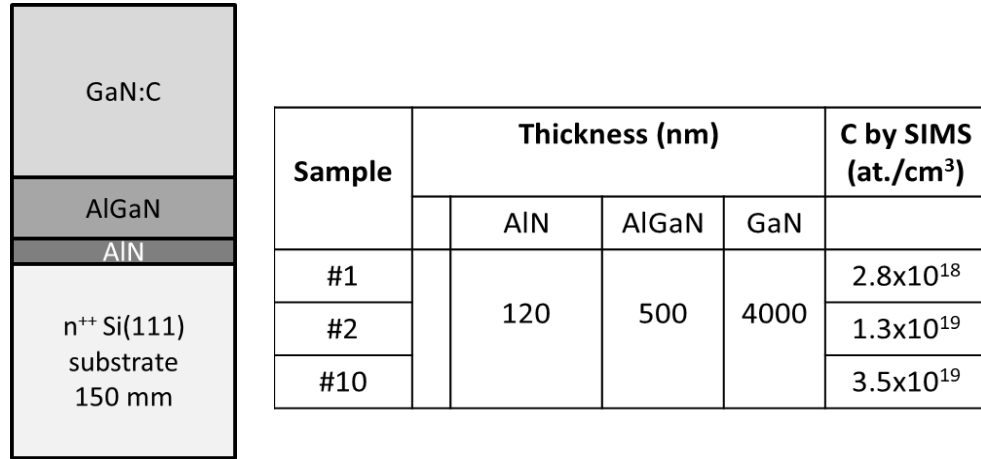 GaN:C
AlGaN
AlN
n⁺⁺ Si(111)
substrate
150 mm
Sample
Thickness (nm)
C by SIMS
(at./cm³)
AlN AlGaN GaN
#1 2.8x10¹⁸
120 500 4000
#2 1.3x10¹⁹
#10 3.5x10¹⁹